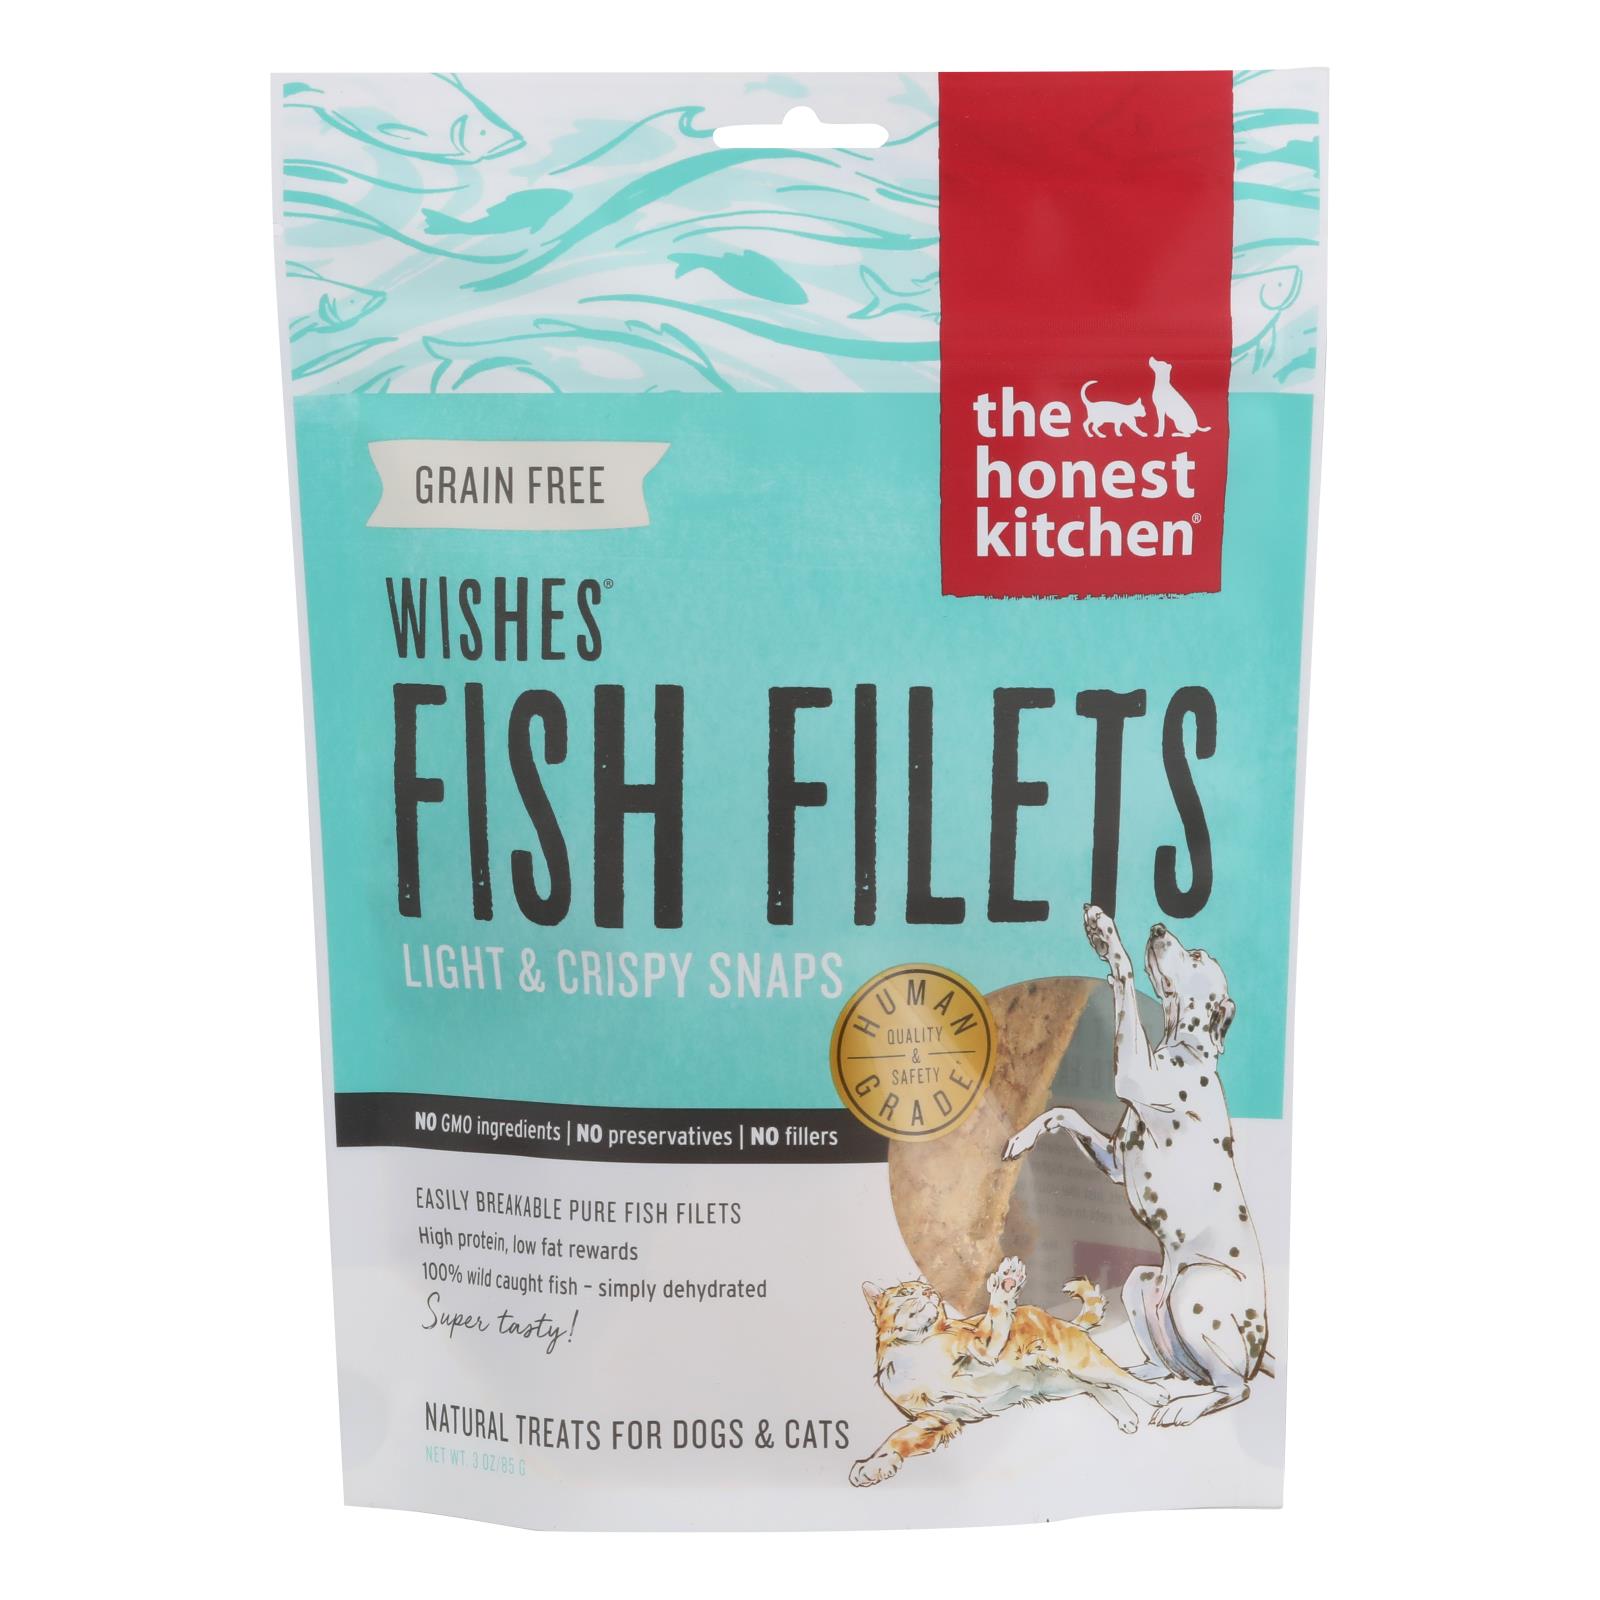 the
honest
kitchen®
GRAIN FREE
WISHES®
FISH FILETS
LIGHT & CRISPY SNAPS
HUMAN
QUALITY
&
SAFETY
GRADE
NO GMO ingredients | NO preservatives | NO fillers
EASILY BREAKABLE PURE FISH FILETS
High protein, low fat rewards
100% wild caught fish – simply dehydrated
Super tasty!
NATURAL TREATS FOR DOGS & CATS
NET WT. 3 OZ/85 G